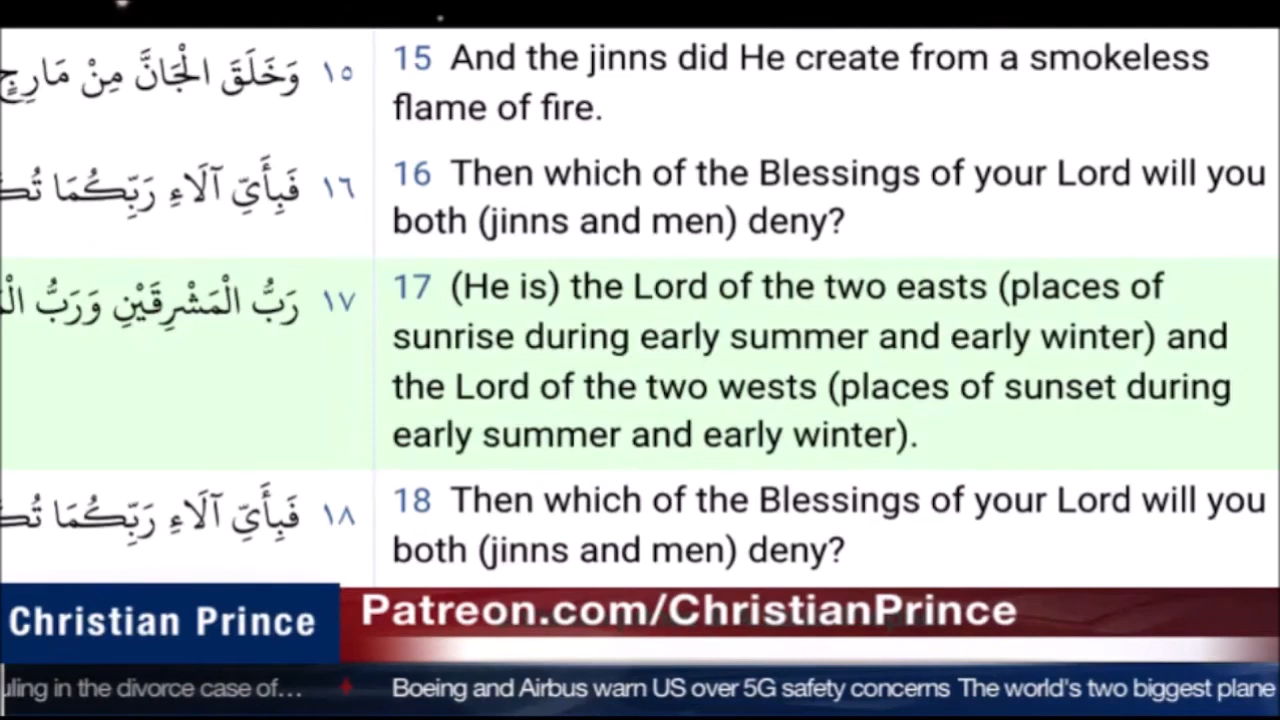 وَخَلَقَ الْجَانَّ مِنْ مَارِجٍ ١٥
15 And the jinns did He create from a smokeless
flame of fire.
فَبِأَيِّ آلَاءِ رَبِّكُمَا ١٦
16 Then which of the Blessings of your Lord will you
both (jinns and men) deny?
رَبُّ الْمَشْرِقَيْنِ وَرَبُّ ١٧
17 (He is) the Lord of the two easts (places of
sunrise during early summer and early winter) and
the Lord of the two wests (places of sunset during
early summer and early winter).
فَبِأَيِّ آلَاءِ رَبِّكُمَا ١٨
18 Then which of the Blessings of your Lord will you
both (jinns and men) deny?
Christian Prince
Patreon.com/ChristianPrince
in the divorce case of... Boeing and Airbus warn US over 5G safety concerns The world's two biggest plane